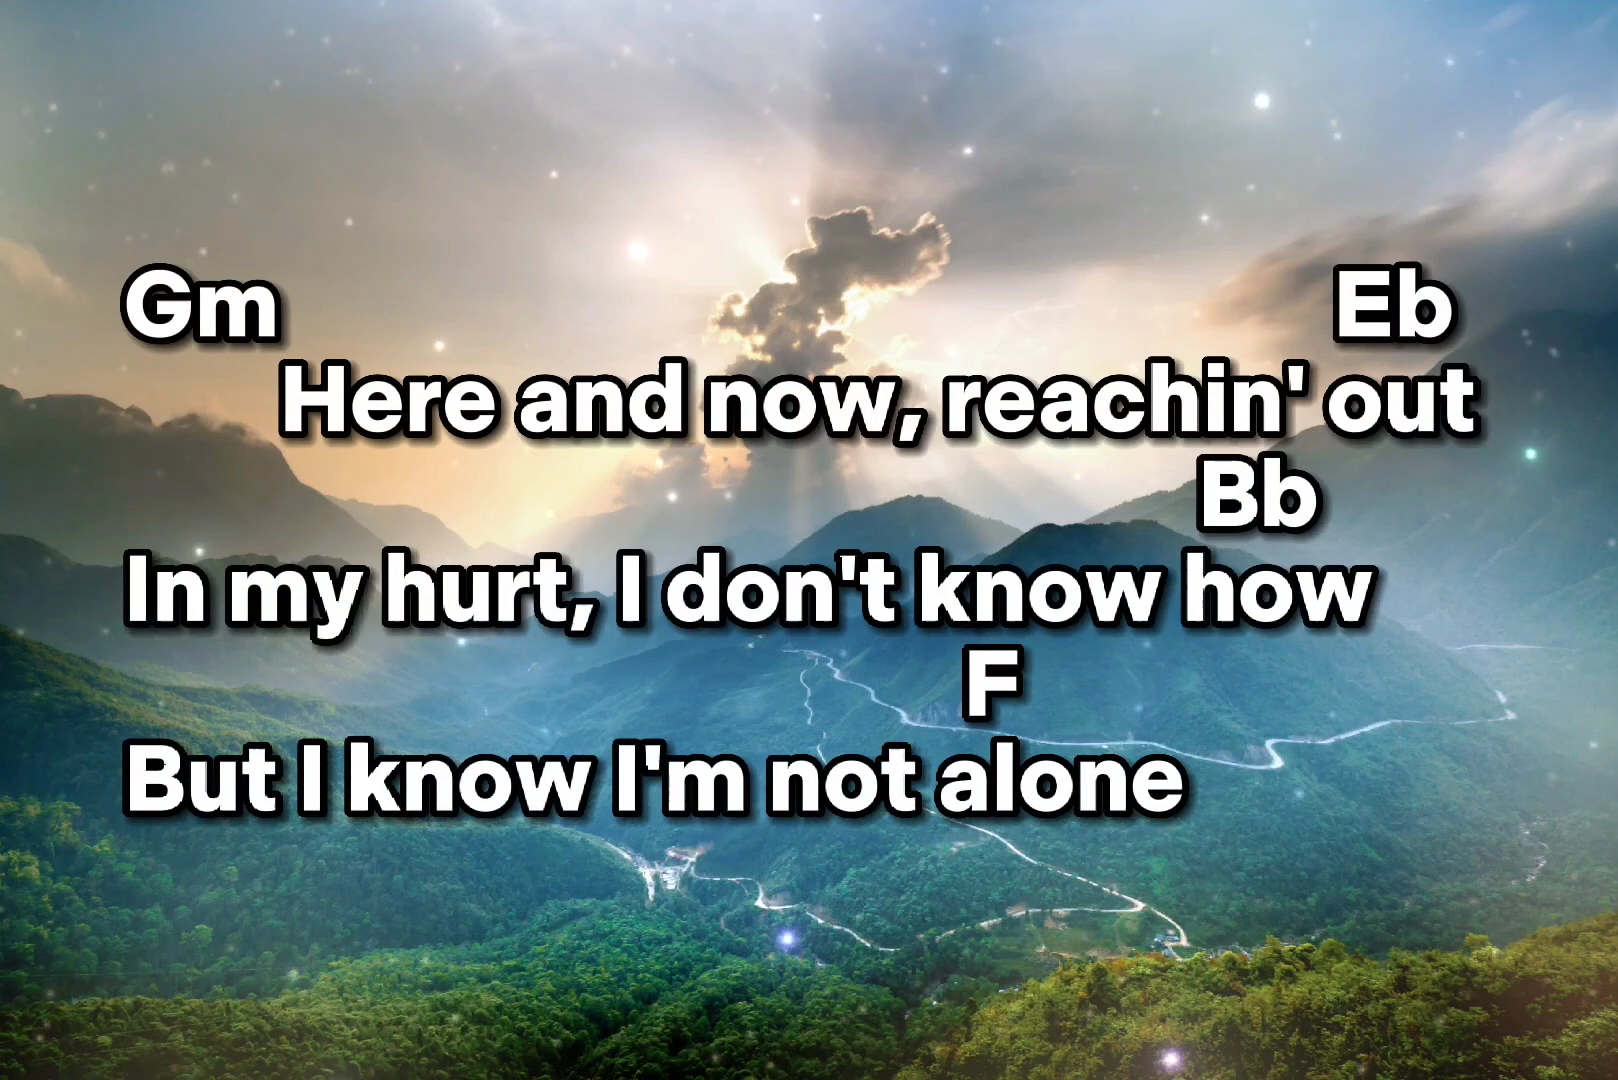 Gm Eb
Here and now, reachin' out
Bb
In my hurt, I don't know how
F
But I know I'm not alone